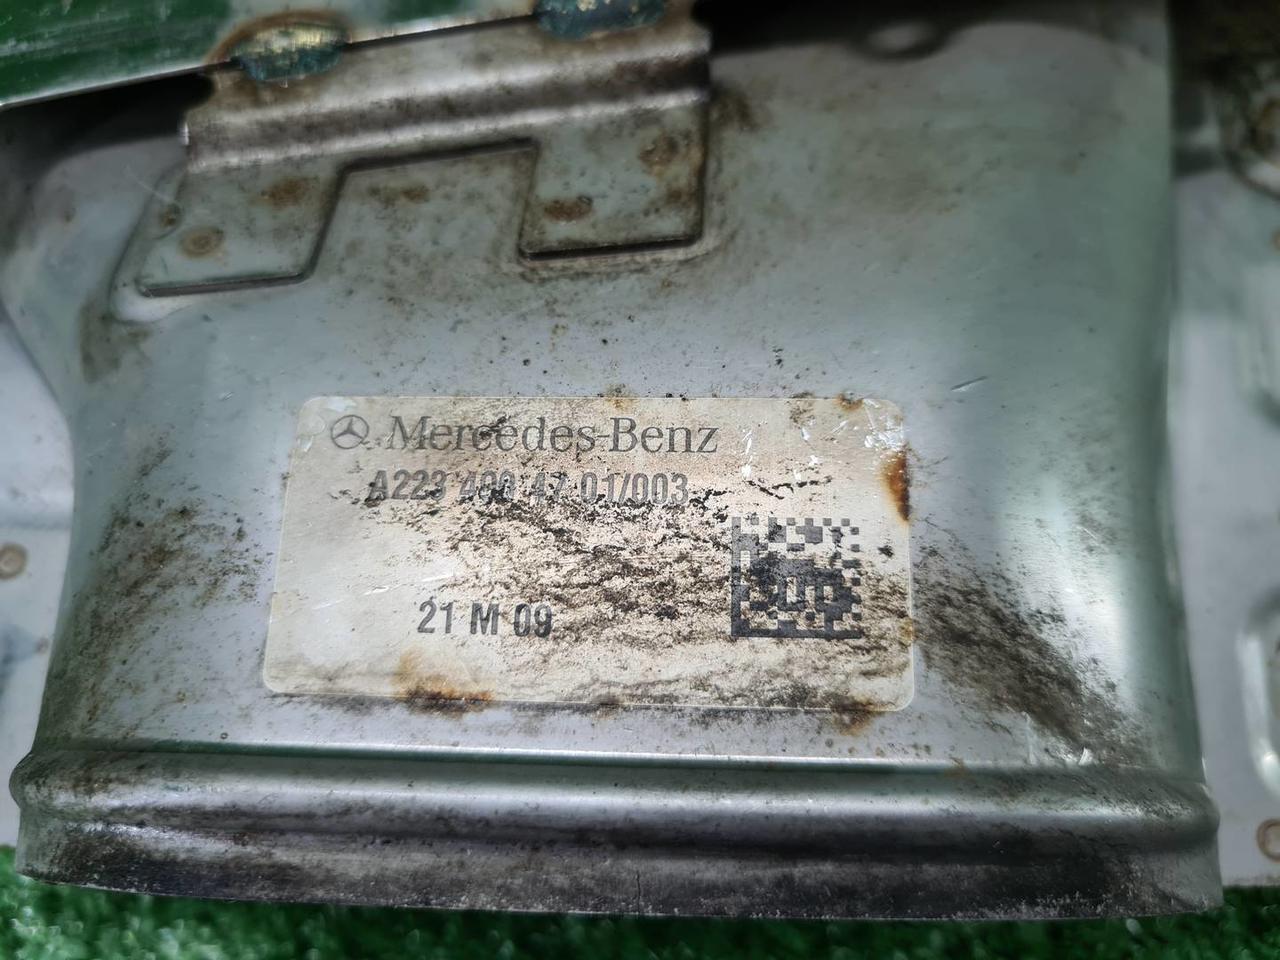 Mercedes-Benz
A223 400 47 01/003
21 M 09